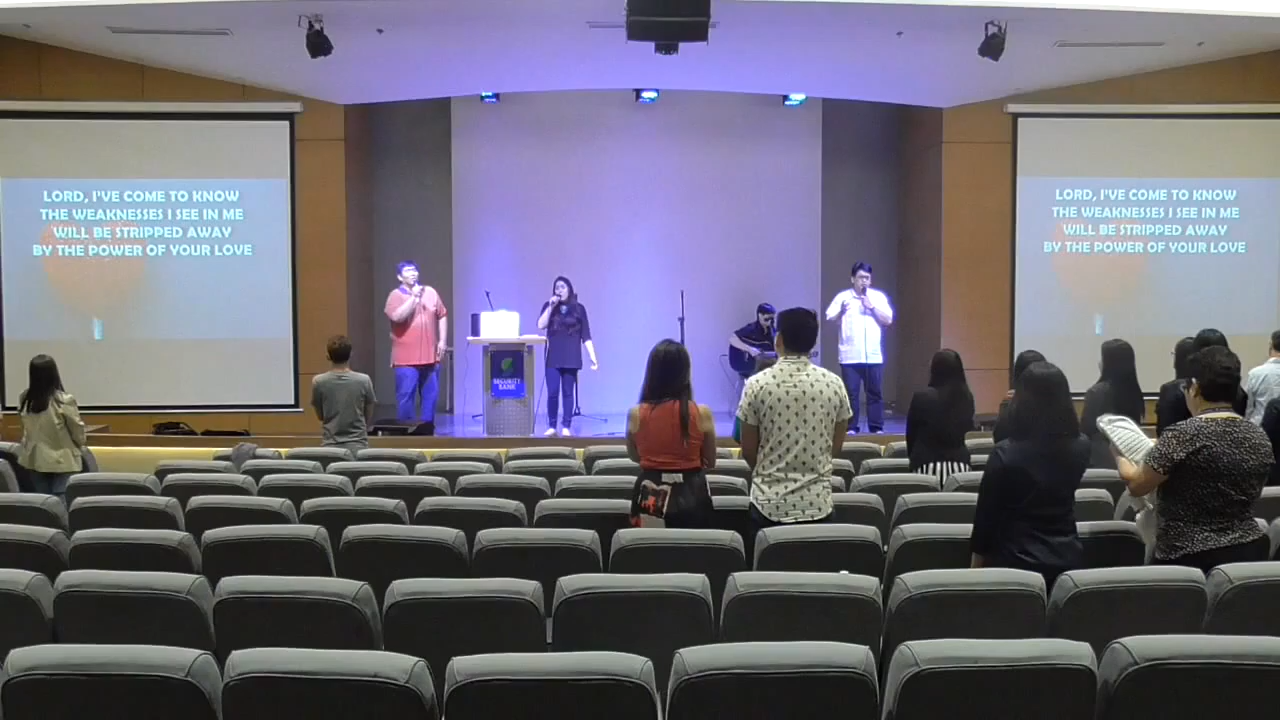 LORD, I'VE COME TO KNOW
THE WEAKNESSES I SEE IN ME
WILL BE STRIPPED AWAY
BY THE POWER OF YOUR LOVE
SECURITY
BANK
LORD, I'VE COME TO KNOW
THE WEAKNESSES I SEE IN ME
WILL BE STRIPPED AWAY
BY THE POWER OF YOUR LOVE